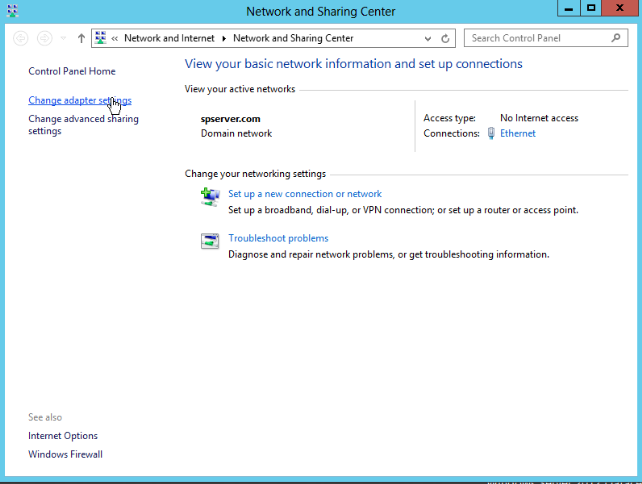 Network and Sharing Center
« Network and Internet Network and Sharing Center
Search Control Panel
Control Panel Home
Change adapter settings
Change advanced sharing
settings
View your basic network information and set up connections
View your active networks
spserver.com
Domain network
Access type: No Internet access
Connections: Ethernet
Change your networking settings
Set up a new connection or network
Set up a broadband, dial-up, or VPN connection; or set up a router or access point.
Troubleshoot problems
Diagnose and repair network problems, or get troubleshooting information.
See also
Internet Options
Windows Firewall